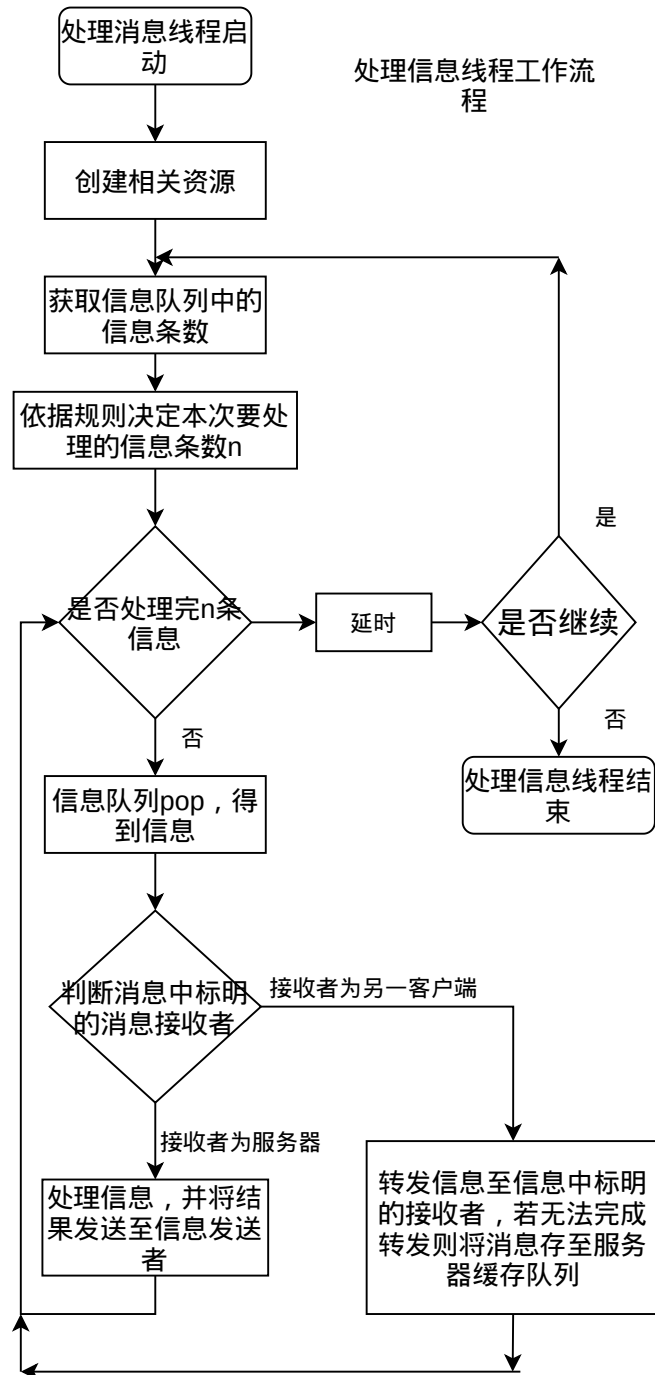 处理消息线程启
动
处理信息线程工作流
程
创建相关资源
获取信息队列中的
信息条数
依据规则决定本次要处
理的信息条数n
是
是否处理完n条
信息
延时
是否继续
否
否
信息队列pop，得
到信息
处理信息线程结
束
判断消息中标明
的消息接收者
接收者为另一客户端
接收者为服务器
处理信息，并将结
果发送至信息发送
者
转发信息至信息中标明
的接收者，若无法完成
转发则将消息存至服务
器缓存队列